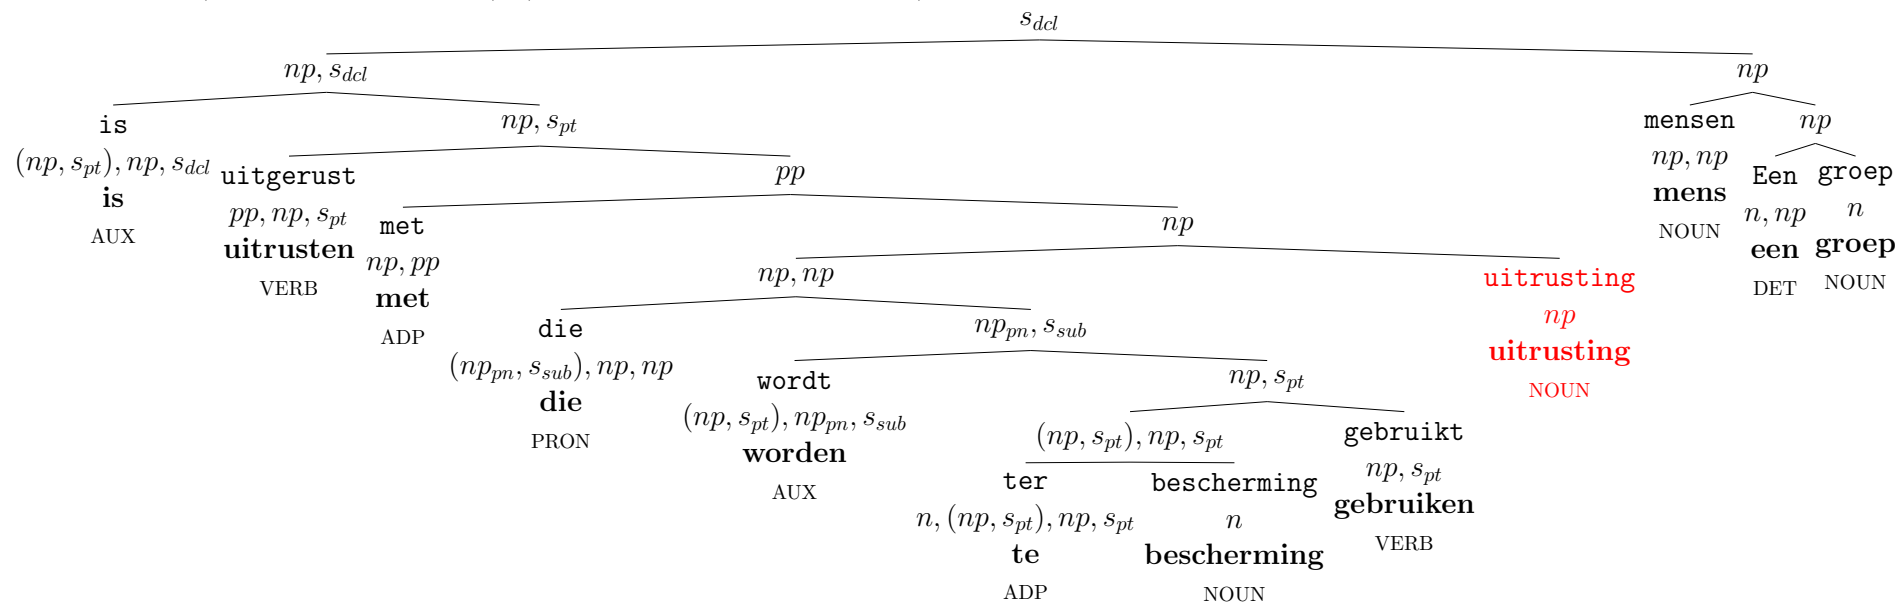 s_dcl
np, s_dcl
np
is
(np, s_pt), np, s_dcl
is
AUX
np, s_pt
uitgerust
pp, np, s_pt
uitrusten
VERB
pp
met
np, pp
met
ADP
np
np, np
die
(np_pn, s_sub), np, np
die
PRON
np_pn, s_sub
wordt
(np, s_pt), np_pn, s_sub
worden
AUX
np, s_pt
(np, s_pt), np, s_pt
ter
n, (np, s_pt), np, s_pt
te
ADP
bescherming
n
bescherming
NOUN
gebruikt
np, s_pt
gebruiken
VERB
uitrusting
np
uitrusting
NOUN
mensen
np, np
mens
NOUN
np
Een
n, np
een
DET
groep
n
groep
NOUN